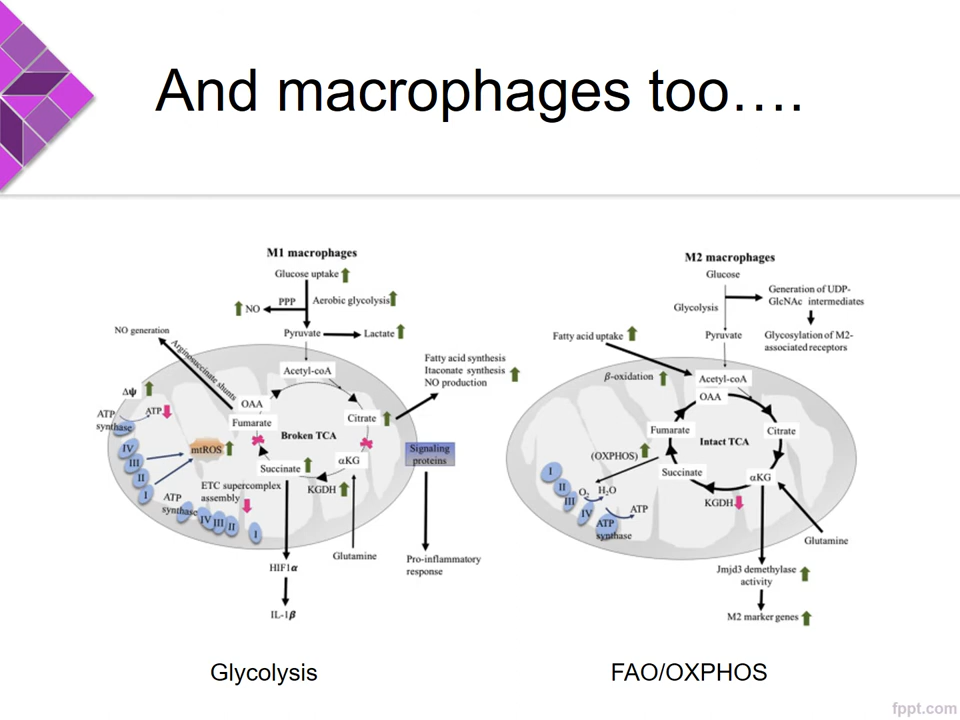 And macrophages too….
M1 macrophages
Glucose uptake
PPP
Aerobic glycolysis
NO
Pyruvate
Lactate
NO generation
Arginosuccinate shunts
Acetyl-coA
Fatty acid synthesis
Itaconate synthesis
NO production
Δψ
ATP
synthase
ATP
OAA
Fumarate
Citrate
Broken TCA
mtROS
Succinate
αKG
KGDH
Signaling
proteins
IV
III
II
I
ETC supercomplex
assembly
ATP
synthase
IV
III
II
I
Glutamine
HIF1α
IL-1β
Pro-inflammatory
response
M2 macrophages
Glucose
Glycolysis
Generation of UDP-
GlcNAc intermediates
Pyruvate
Glycosylation of M2-
associated receptors
Fatty acid uptake
β-oxidation
Acetyl-coA
OAA
Fumarate
Citrate
Intact TCA
(OXPHOS)
Succinate
αKG
KGDH
I
II
III
IV
O2
H2O
ATP
ATP
synthase
Glutamine
Jmjd3 demethylase
activity
M2 marker genes
Glycolysis
FAO/OXPHOS
fppt.com